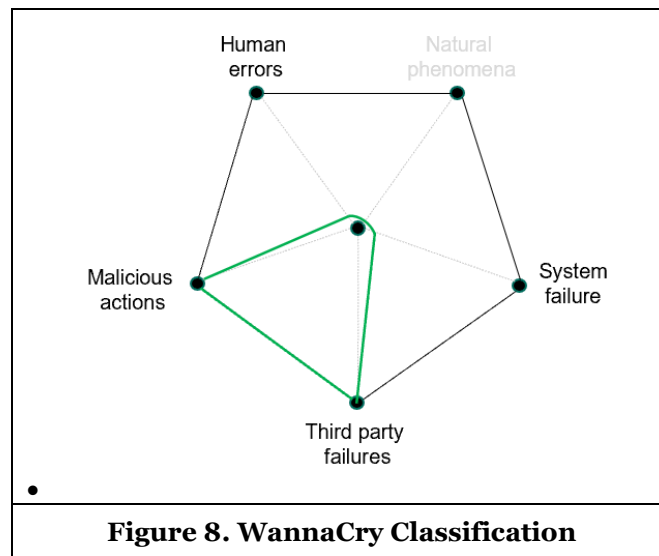 Human
errors
Natural
phenomena
Malicious
actions
System
failure
Third party
failures
•
Figure 8. WannaCry Classification